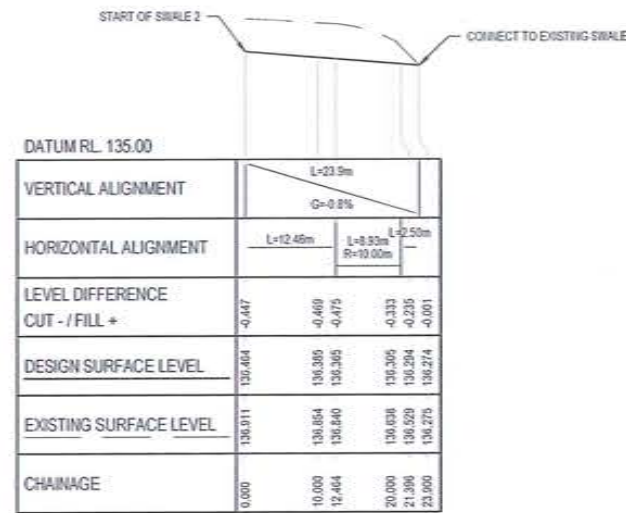 START OF SWALE 2
CONNECT TO EXISTING SWALE
DATUM RL. 135.00
VERTICAL ALIGNMENT
L=23.9m
G=-0.8%
HORIZONTAL ALIGNMENT
L=12.46m
L=8.93m
R=10.00m
L=2.50m
LEVEL DIFFERENCE
CUT - / FILL +
-0.447 -0.469 -0.475 -0.333 -0.235 -0.001
DESIGN SURFACE LEVEL
136.464 136.385 136.365 136.305 136.294 136.274
EXISTING SURFACE LEVEL
136.911 136.854 136.840 136.638 136.529 136.275
CHAINAGE
0.000 10.000 12.464 20.000 21.396 23.900